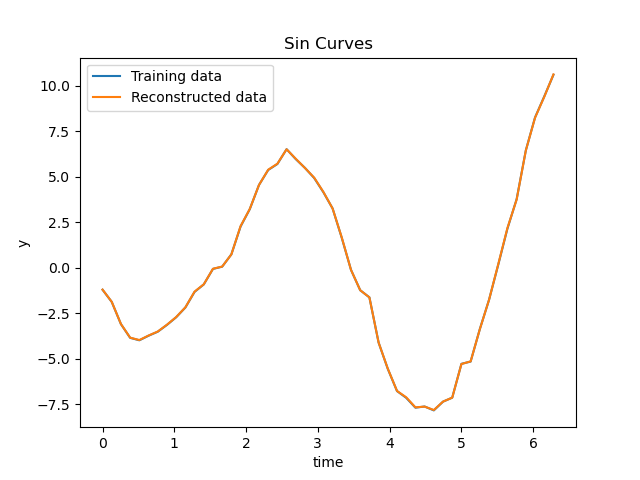 Sin Curves
Training data
Reconstructed data
10.0
7.5
5.0
2.5
0.0
−2.5
−5.0
−7.5
y
0 1 2 3 4 5 6
time